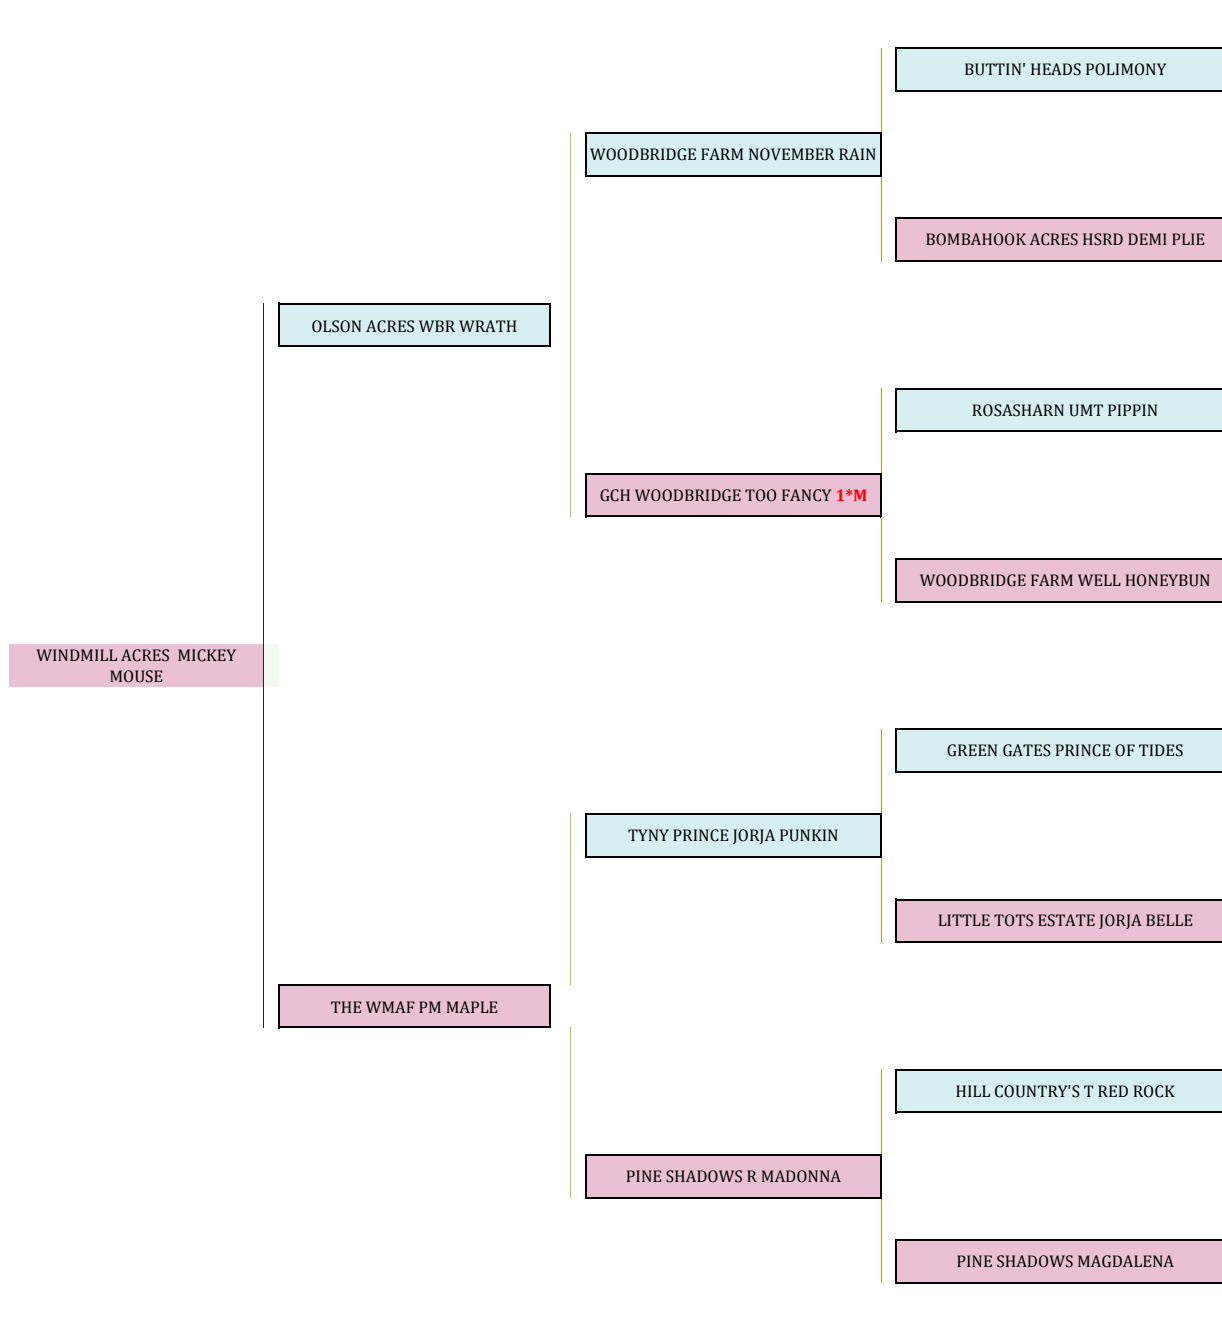 BUTTIN' HEADS POLIMONY
WOODBRIDGE FARM NOVEMBER RAIN
BOMBAHOOK ACRES HSRD DEMI PLIE
OLSON ACRES WBR WRATH
ROSASHARN UMT PIPPIN
GCH WOODBRIDGE TOO FANCY 1*M
WOODBRIDGE FARM WELL HONEYBUN
WINDMILL ACRES  MICKEY
MOUSE
GREEN GATES PRINCE OF TIDES
TYNY PRINCE JORJA PUNKIN
LITTLE TOTS ESTATE JORJA BELLE
THE WMAF PM MAPLE
HILL COUNTRY'S T RED ROCK
PINE SHADOWS R MADONNA
PINE SHADOWS MAGDALENA